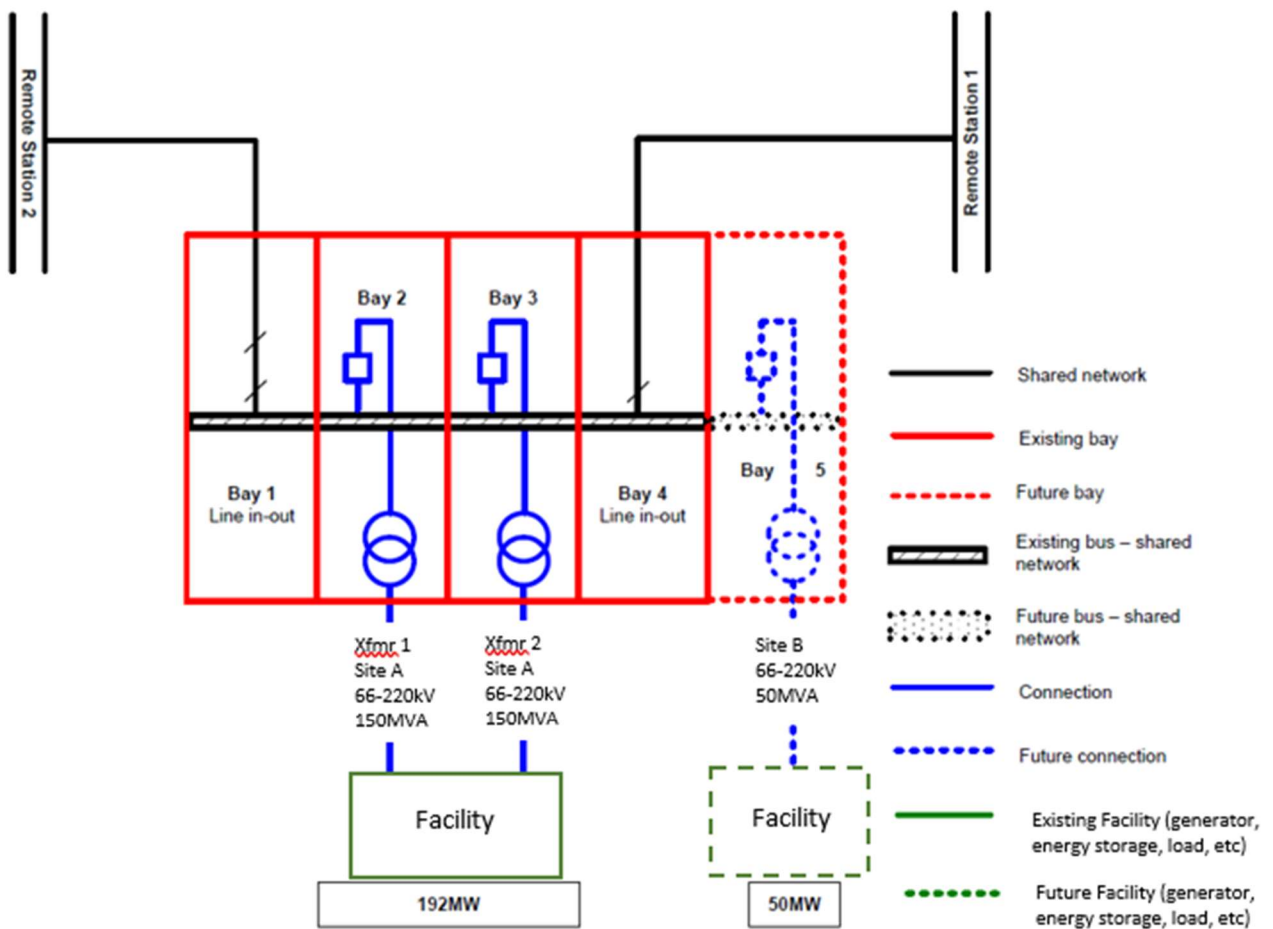 Remote Station 2
Remote Station 1
Bay 2
Bay 3
Bay 1
Line in-out
Bay 4
Line in-out
Bay 5
Xfmr 1
Site A
66-220kV
150MVA
Xfmr 2
Site A
66-220kV
150MVA
Site B
66-220kV
50MVA
Facility
Facility
192MW
50MW
Shared network
Existing bay
Future bay
Existing bus – shared
network
Future bus – shared
network
Connection
Future connection
Existing Facility (generator,
energy storage, load, etc)
Future Facility (generator,
energy storage, load, etc)